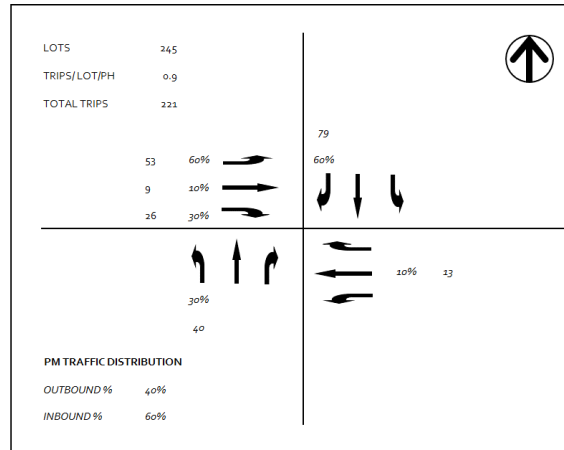 LOTS 245
TRIPS/LOT/PH 0.9
TOTAL TRIPS 221
79
53 60% 60%
9 10%
26 30%
10% 13
30%
40
PM TRAFFIC DISTRIBUTION
OUTBOUND % 40%
INBOUND % 60%